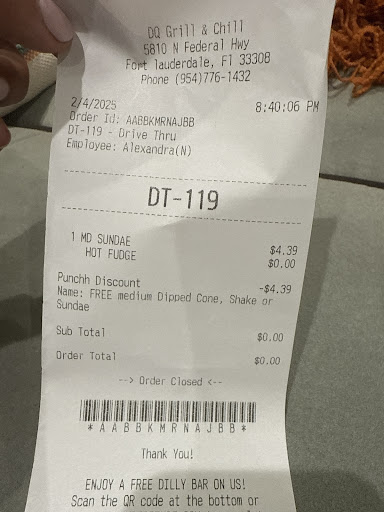 DQ Grill & Chill
5810 N Federal Hwy
Fort lauderdale, Fl 33308
Phone (954)776-1432
2/4/2025 8:40:06 PM
Order Id: AABBKMRNAJBB
DT-119 - Drive Thru
Employee: Alexandra(N)
DT-119
1 MD SUNDAE $4.39
HOT FUDGE $0.00
Punchh Discount -$4.39
Name: FREE medium Dipped Cone, Shake or
Sundae
Sub Total $0.00
Order Total $0.00
--> Order Closed <--
*AABBKMRNAJBB*
Thank You!
ENJOY A FREE DILLY BAR ON US!
Scan the QR code at the bottom or